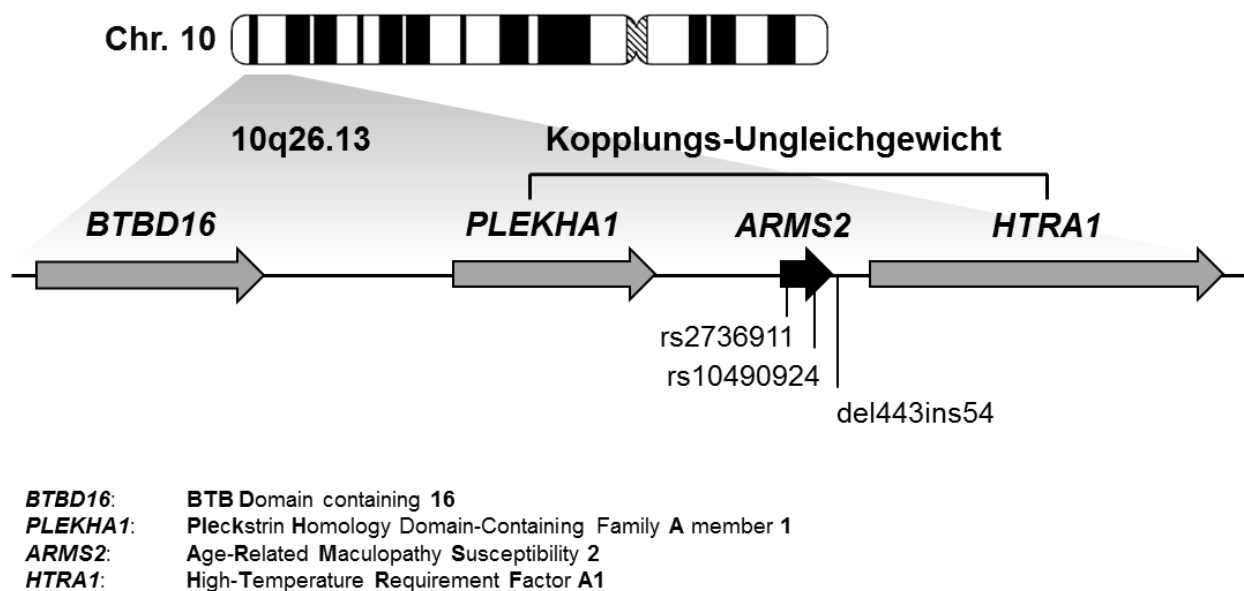 Chr. 10
10q26.13 Kopplungs-Ungleichgewicht
BTBD16 PLEKHA1 ARMS2 HTRA1
rs2736911
rs10490924
del443ins54
BTBD16: BTB Domain containing 16
PLEKHA1: Pleckstrin Homology Domain-Containing Family A member 1
ARMS2: Age-Related Maculopathy Susceptibility 2
HTRA1: High-Temperature Requirement Factor A1